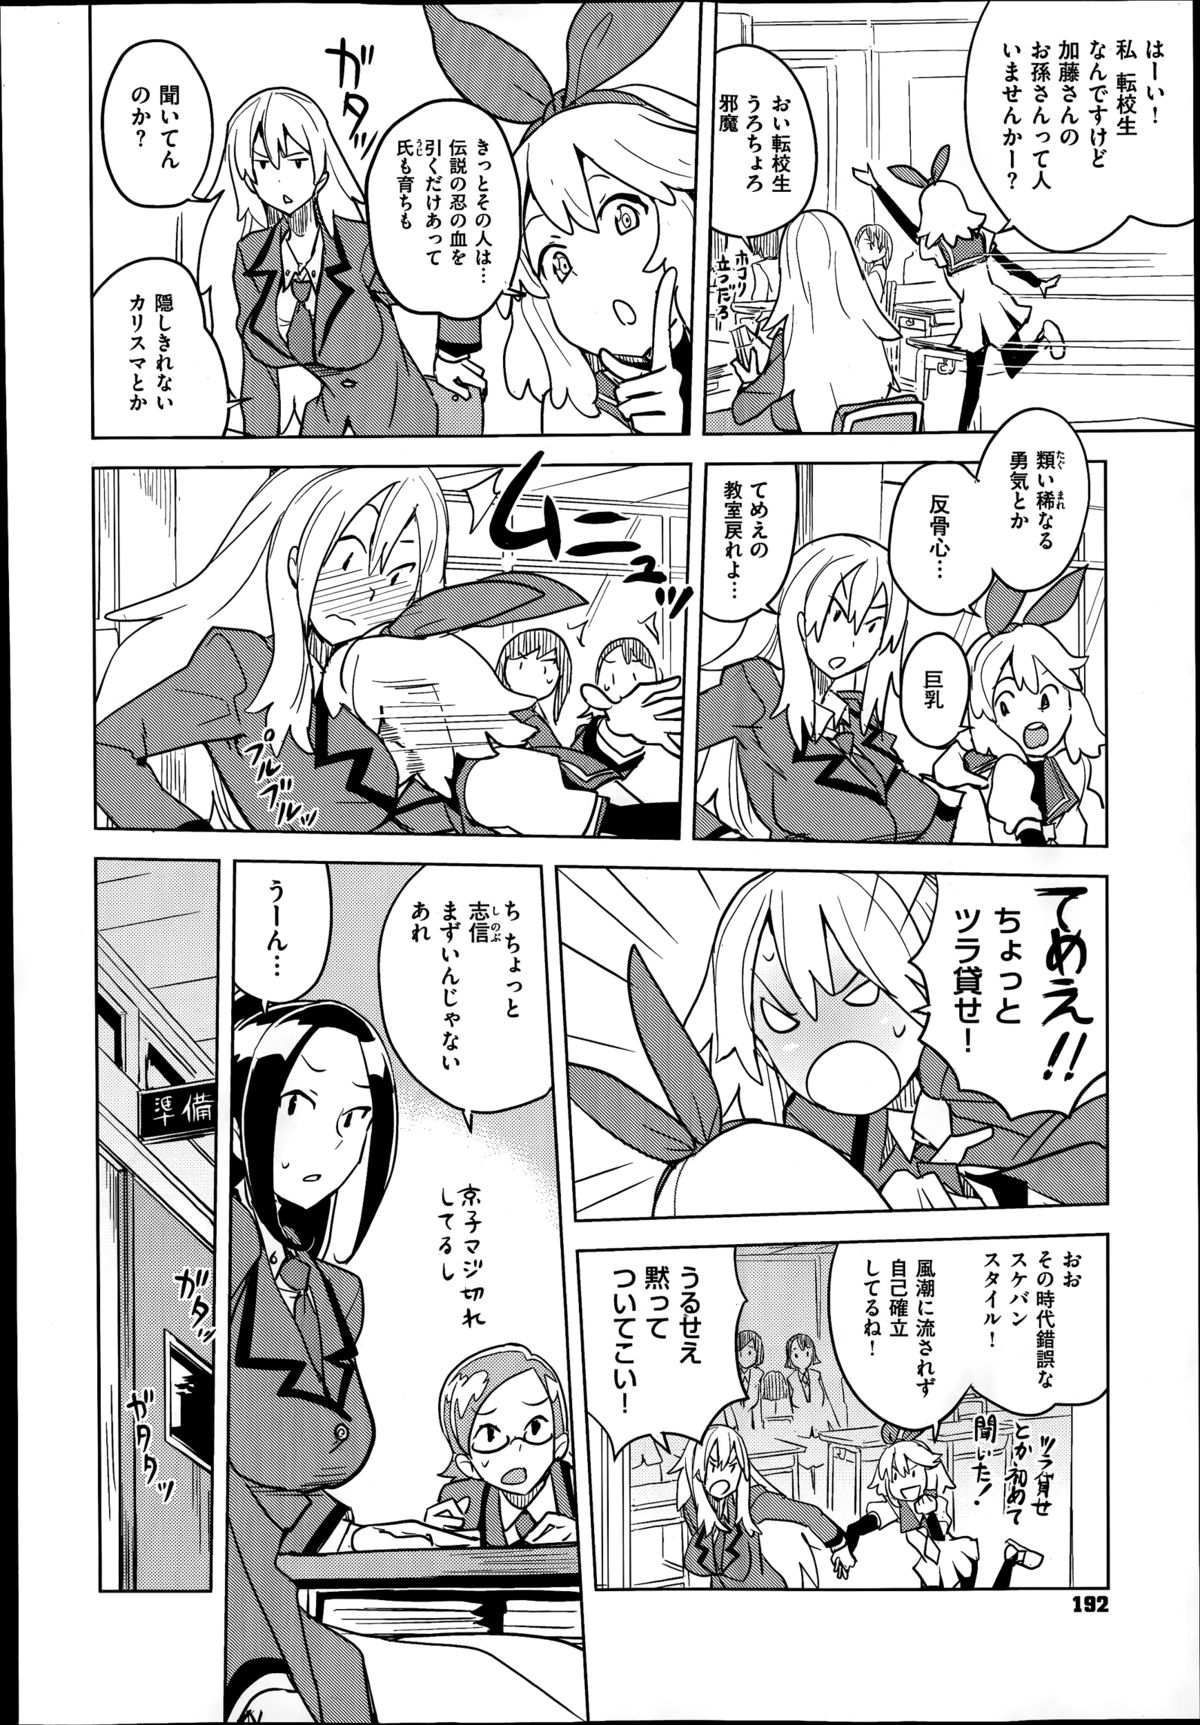 はーい！
私 転校生
なんですけど
加藤さんの
お孫さんって人
いませんかー？
おい転校生
うろちょろ
邪魔
ホコリ
立つだろ
きっとその人は…
伝説の忍の血を
引くだけあって
氏も育ちも
うじ
ガタ
聞いてん
のか？
隠しきれない
カリスマとか
類い稀なる
たぐ
まれ
勇気とか
反骨心…
巨乳
てめえの
教室戻れよ…
ムニュッ
プルプルッ
てめえ!!
ちょっと
ツラ貸せ！
おお
その時代錯誤な
スケバン
スタイル！
風潮に流されず
自己確立
してるね！
ツラ貸せ
とか初めて
聞いた！
うるせえ
黙って
ついてこい！
ちちょっと
志信
しのぶ
まずいんじゃない
あれ
京子マジ切れ
してるし
うーん…
準備
ガタッ
ガタタッ
192